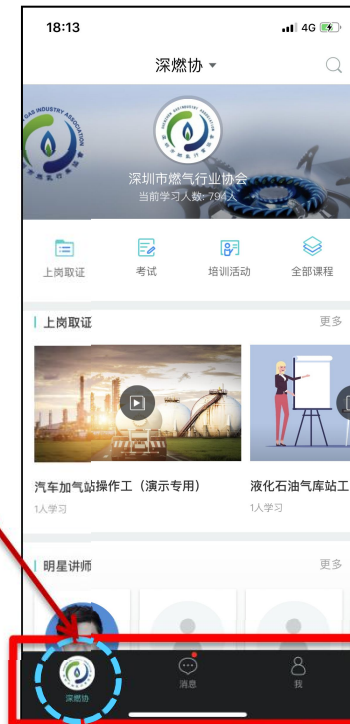 18:13
4G
深燃协
SHENZHEN GAS INDUSTRY ASSOCIATION
深圳市燃气行业协会
当前学习人数: 794人
上岗取证
考试
培训活动
全部课程
上岗取证
更多
汽车加气站操作工（演示专用）
液化石油气库站工
1人学习
1人学习
明星讲师
更多
深燃协
消息
我